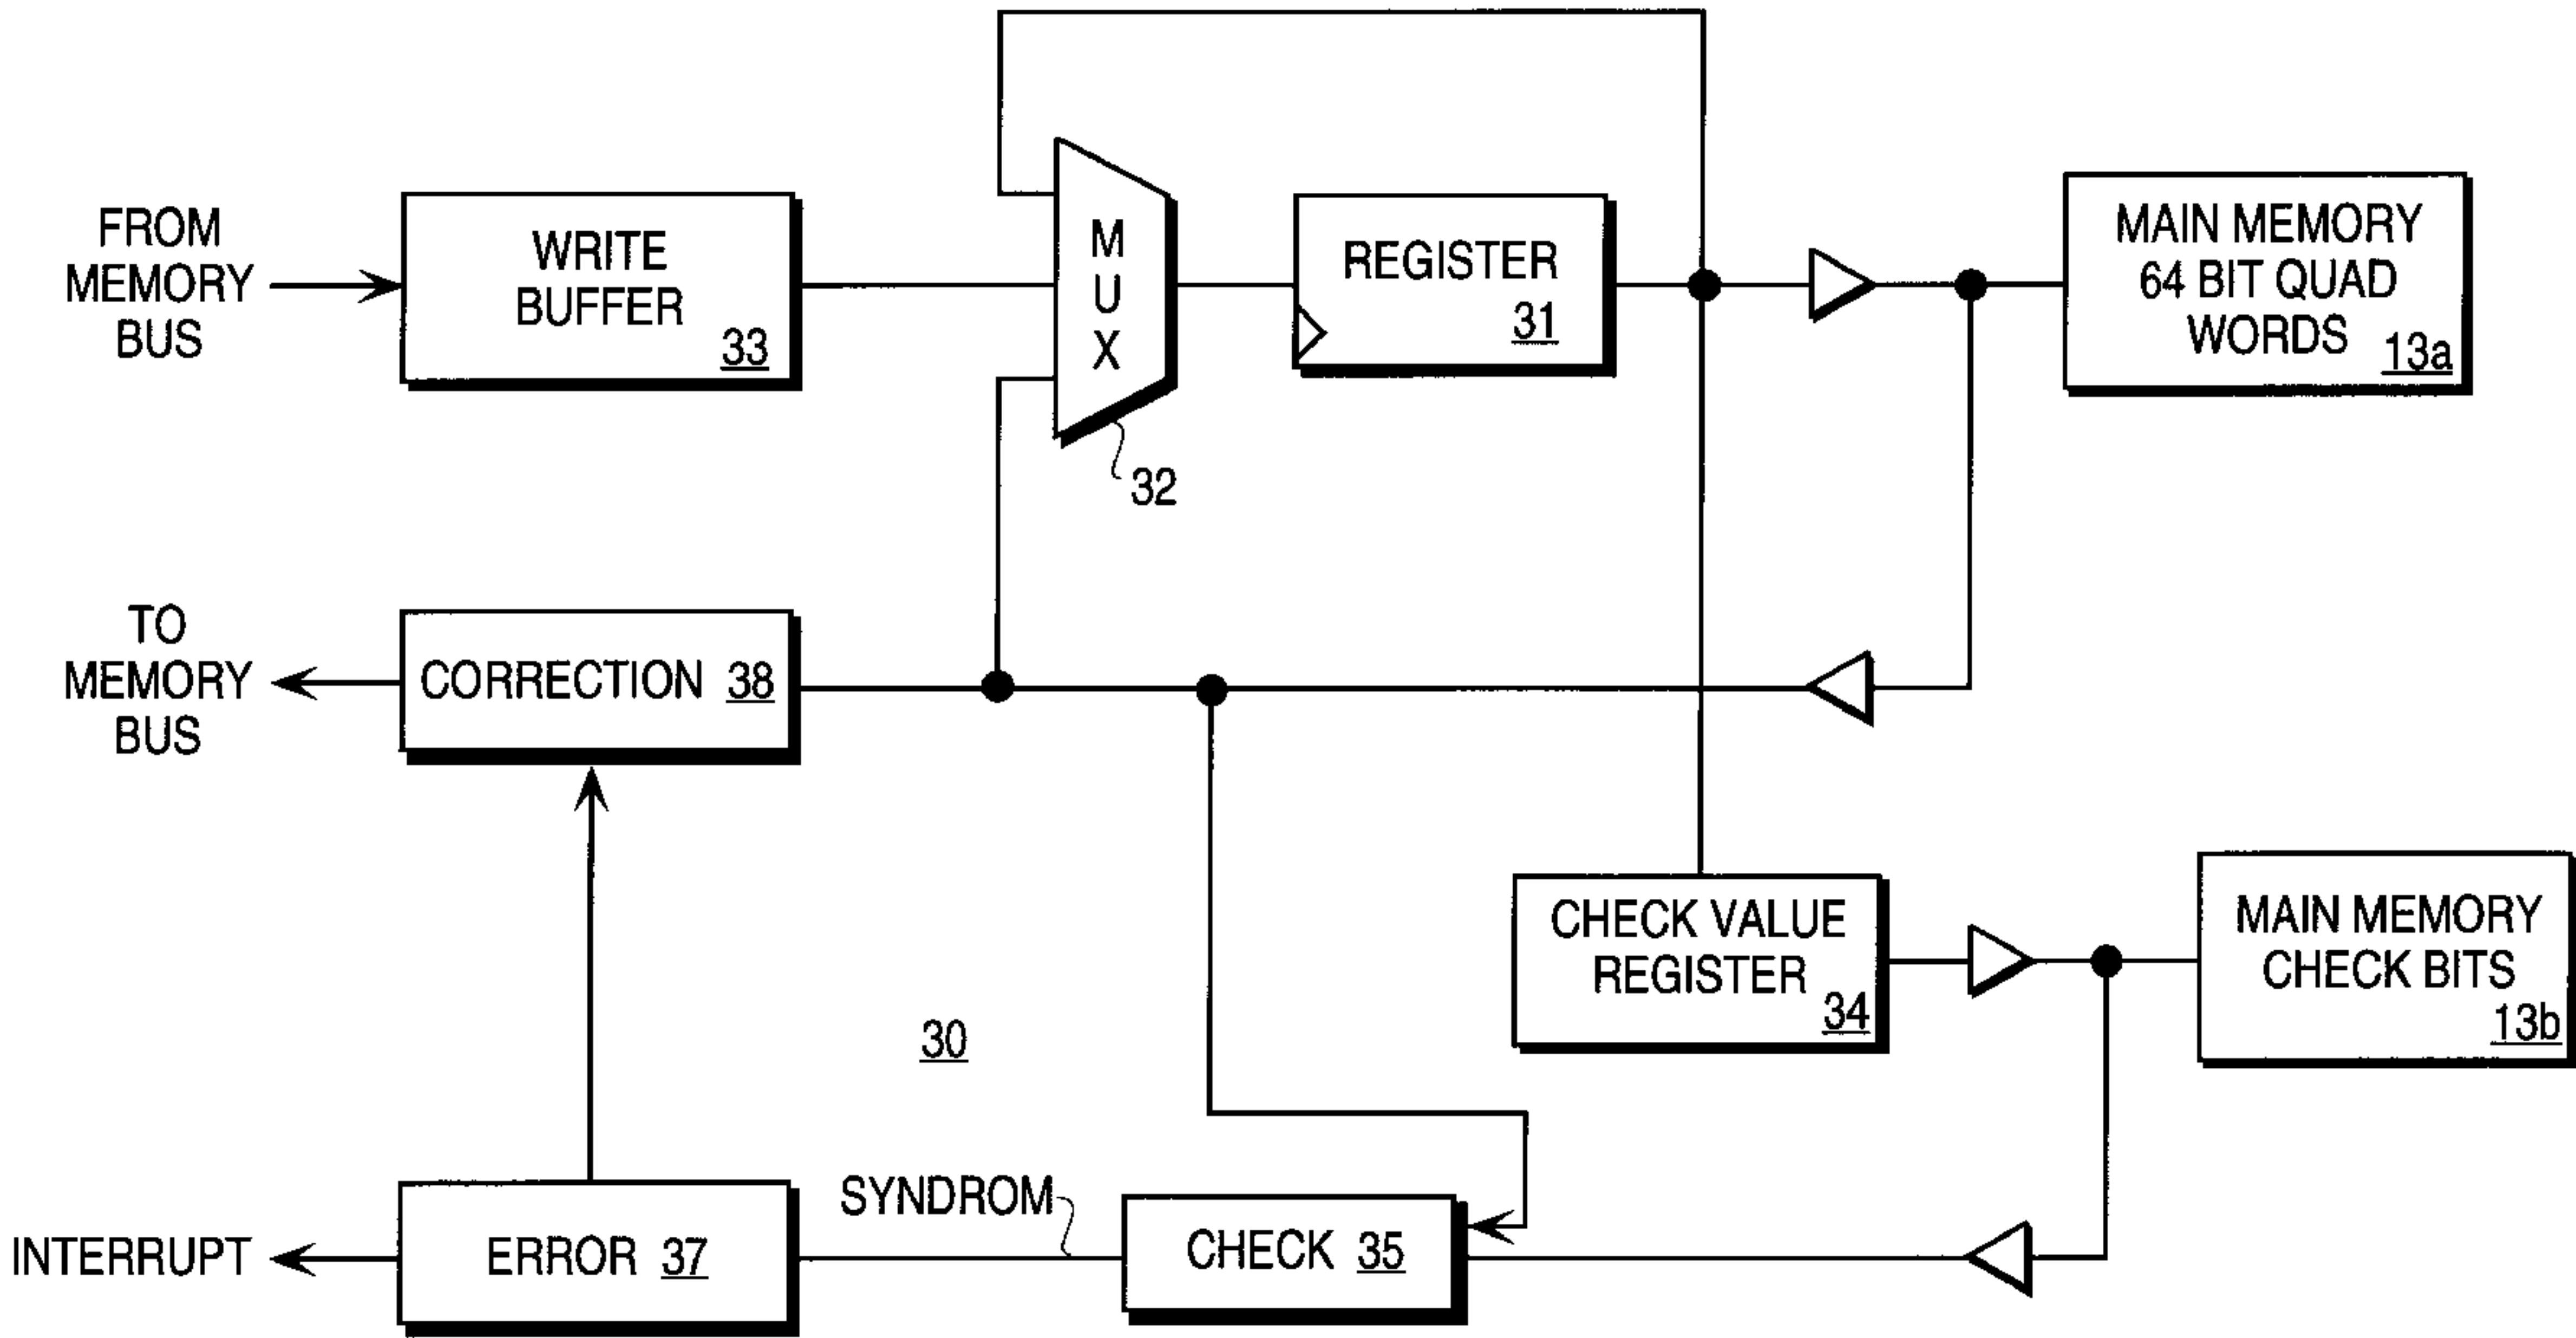 FROM
MEMORY
BUS
WRITE
BUFFER
33
M
U
X
32
REGISTER
31
MAIN MEMORY
64 BIT QUAD
WORDS
13a
TO
MEMORY
BUS
CORRECTION 38
CHECK VALUE
REGISTER
34
MAIN MEMORY
CHECK BITS
13b
30
INTERRUPT
ERROR 37
SYNDROM
CHECK 35